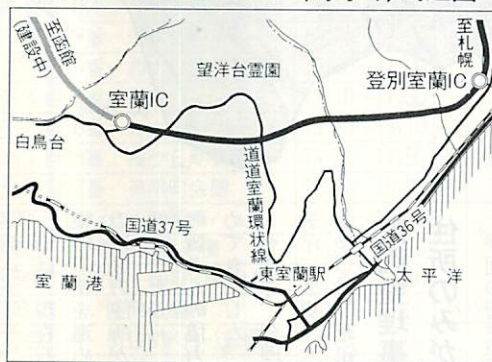 至函館
(建設中)
室蘭IC
白鳥台
望洋台霊園
至札幌
登別室蘭IC
道道室蘭環状線
国道37号
国道36号
室蘭港
東室蘭駅
太平洋